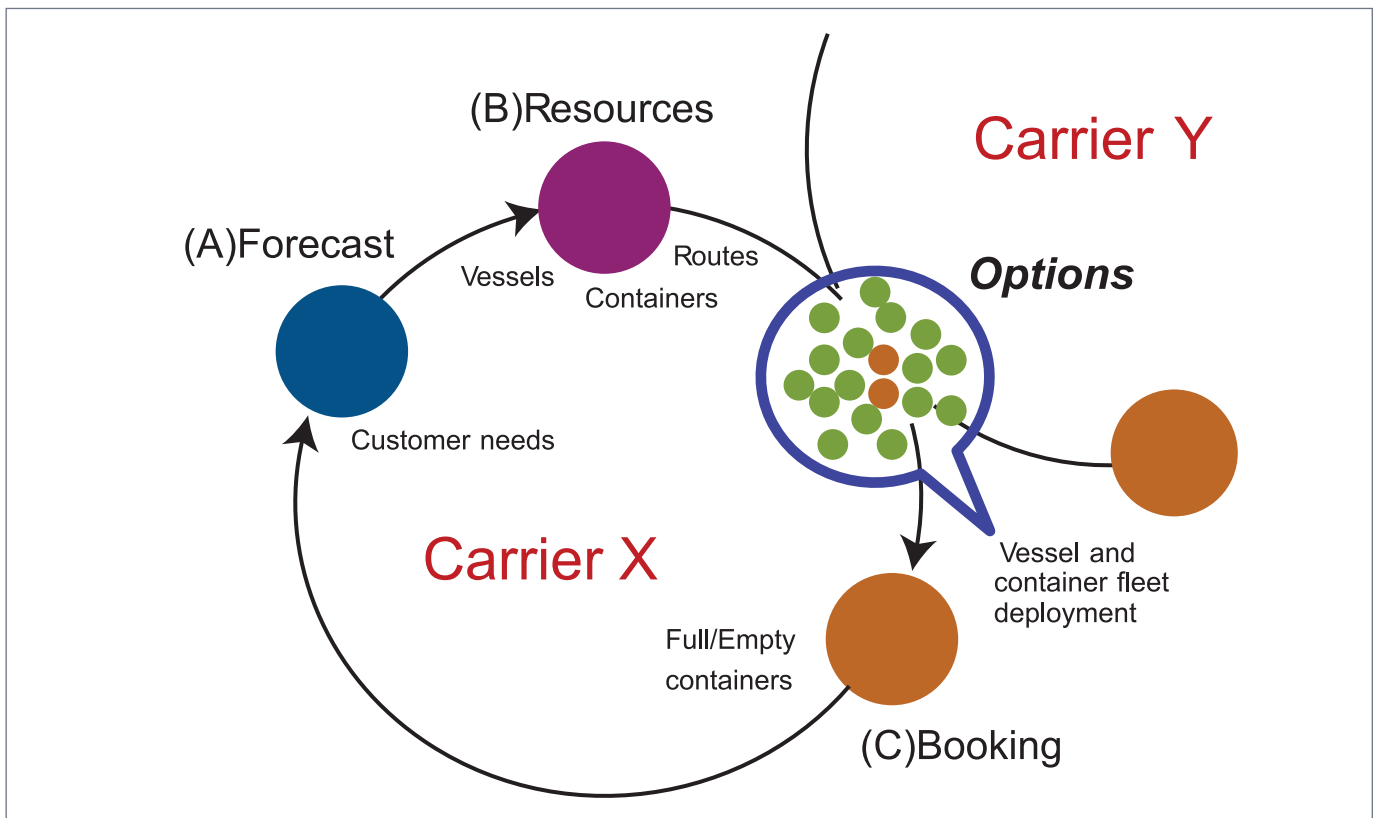 (B)Resources
Carrier Y
(A)Forecast
Vessels
Routes
Containers
Options
Customer needs
Carrier X
Vessel and
container fleet
deployment
Full/Empty
containers
(C)Booking